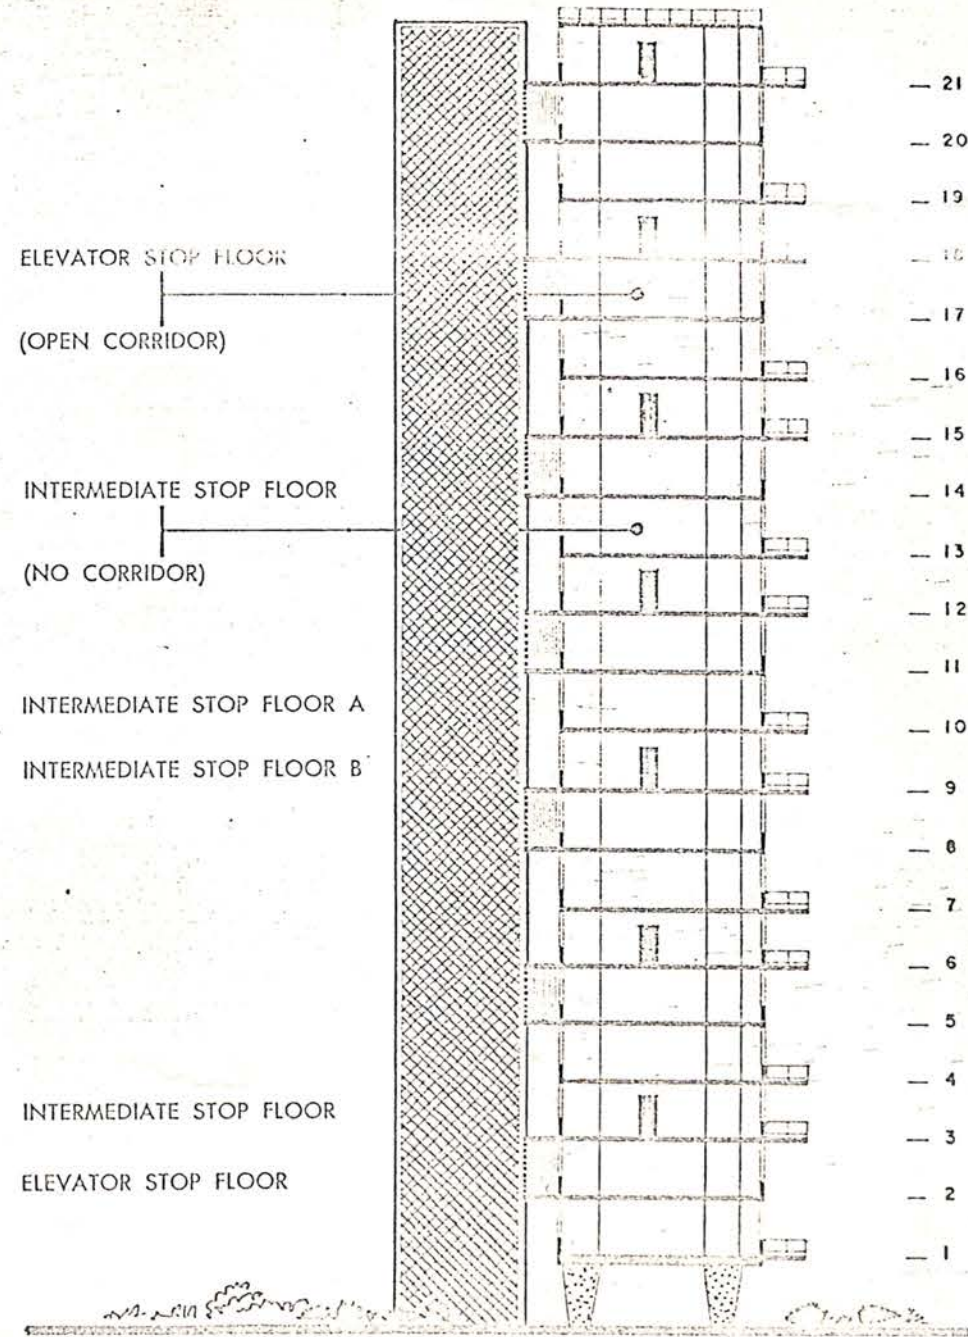 21
20
19
ELEVATOR STOP FLOOR
18
(OPEN CORRIDOR)
17
16
15
INTERMEDIATE STOP FLOOR
14
13
(NO CORRIDOR)
12
11
INTERMEDIATE STOP FLOOR A
10
INTERMEDIATE STOP FLOOR B
9
8
7
6
5
4
INTERMEDIATE STOP FLOOR
3
ELEVATOR STOP FLOOR
2
1